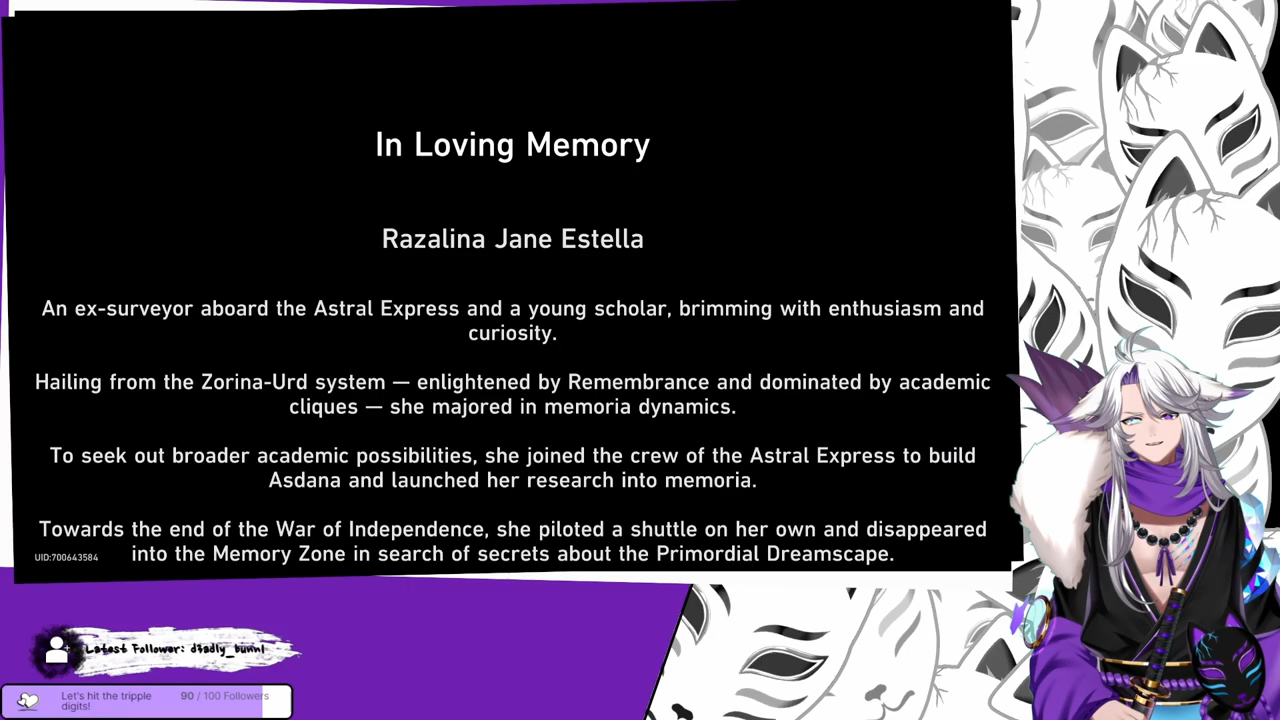 In Loving Memory
Razalina Jane Estella
An ex-surveyor aboard the Astral Express and a young scholar, brimming with enthusiasm and
curiosity.
Hailing from the Zorina-Urd system — enlightened by Remembrance and dominated by academic
cliques — she majored in memoria dynamics.
To seek out broader academic possibilities, she joined the crew of the Astral Express to build
Asdana and launched her research into memoria.
Towards the end of the War of Independence, she piloted a shuttle on her own and disappeared
into the Memory Zone in search of secrets about the Primordial Dreamscape.
UID:700643584
Latest Follower: d3adly_bunn1
Let's hit the tripple
digits!
90 / 100 Followers